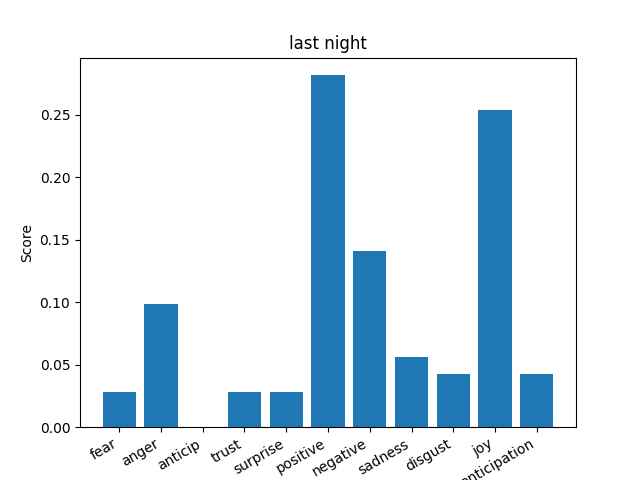 last night
Score
0.25
0.20
0.15
0.10
0.05
0.00
fear
anger
anticip
trust
surprise
positive
negative
sadness
disgust
joy
nticipation